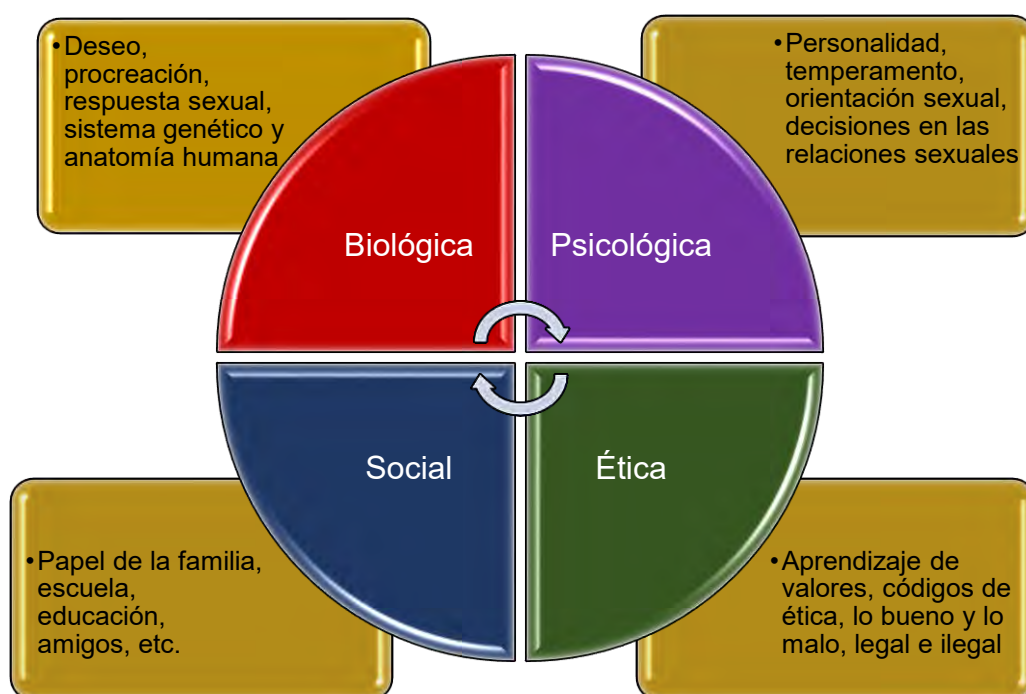 •Deseo,
procreación,
respuesta sexual,
sistema genético y
anatomía humana
•Personalidad,
temperamento,
orientación sexual,
decisiones en las
relaciones sexuales
Biológica
Psicológica
Social
Ética
•Papel de la familia,
escuela,
educación,
amigos, etc.
•Aprendizaje de
valores, códigos de
ética, lo bueno y lo
malo, legal e ilegal